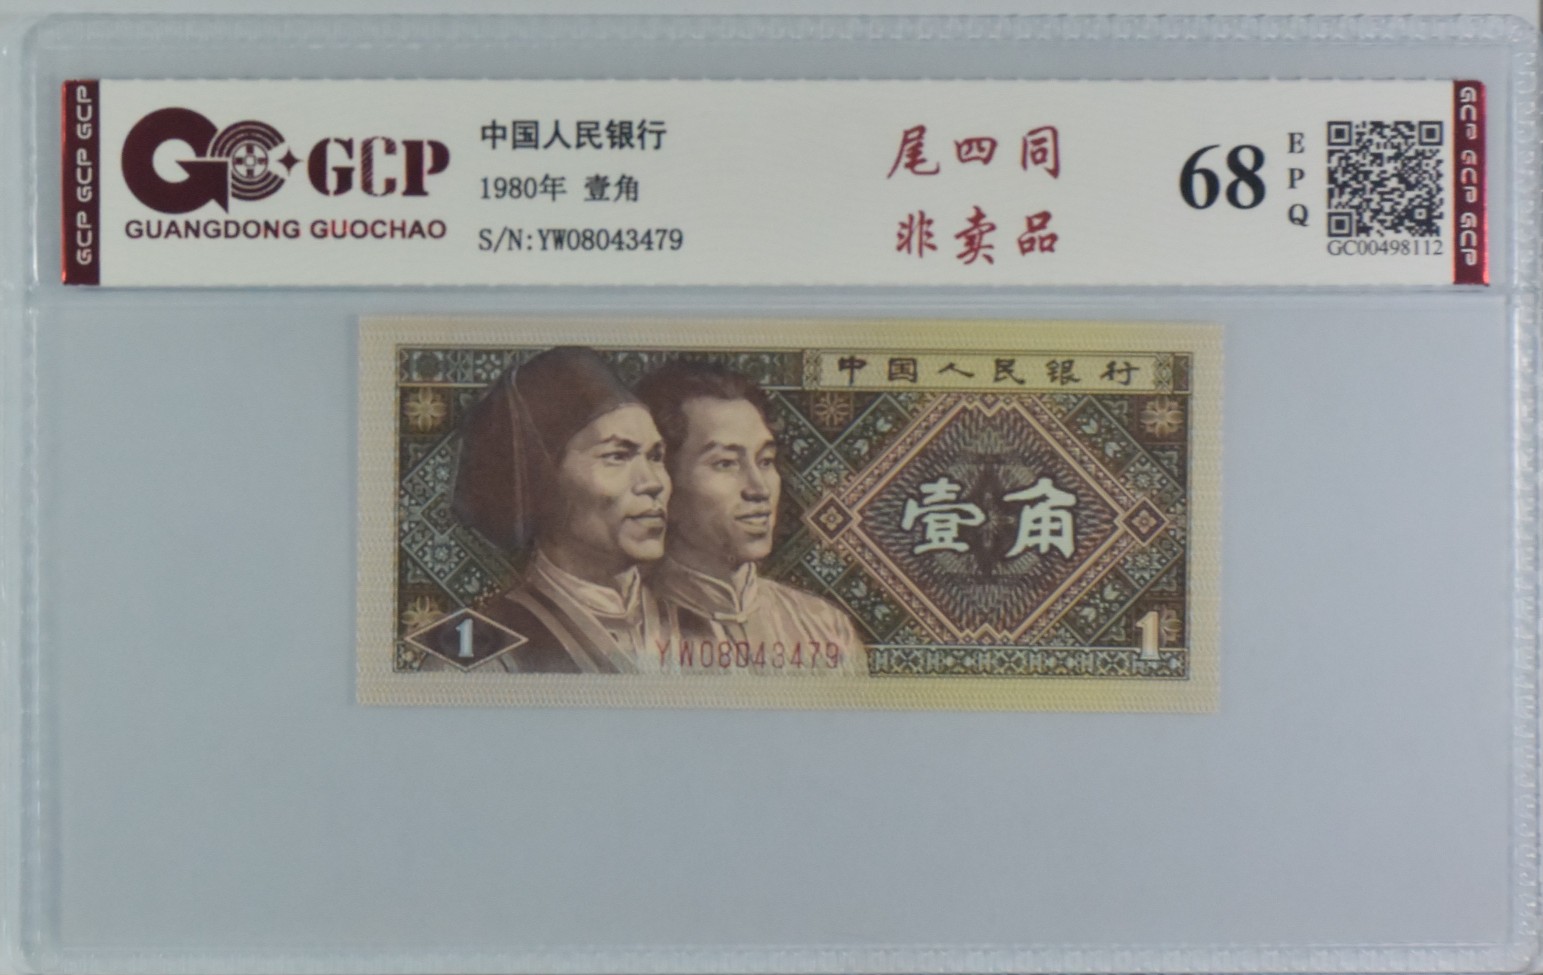 GCP GCP GCP
GCP
GUANGDONG GUOCHAO
中国人民银行
1980年 壹角
S/N:YW08043479
尾四同
非卖品
68
EPQ
GC00498112
GCP GCP GCP
中国人民银行
壹角
1
YW08043479
1